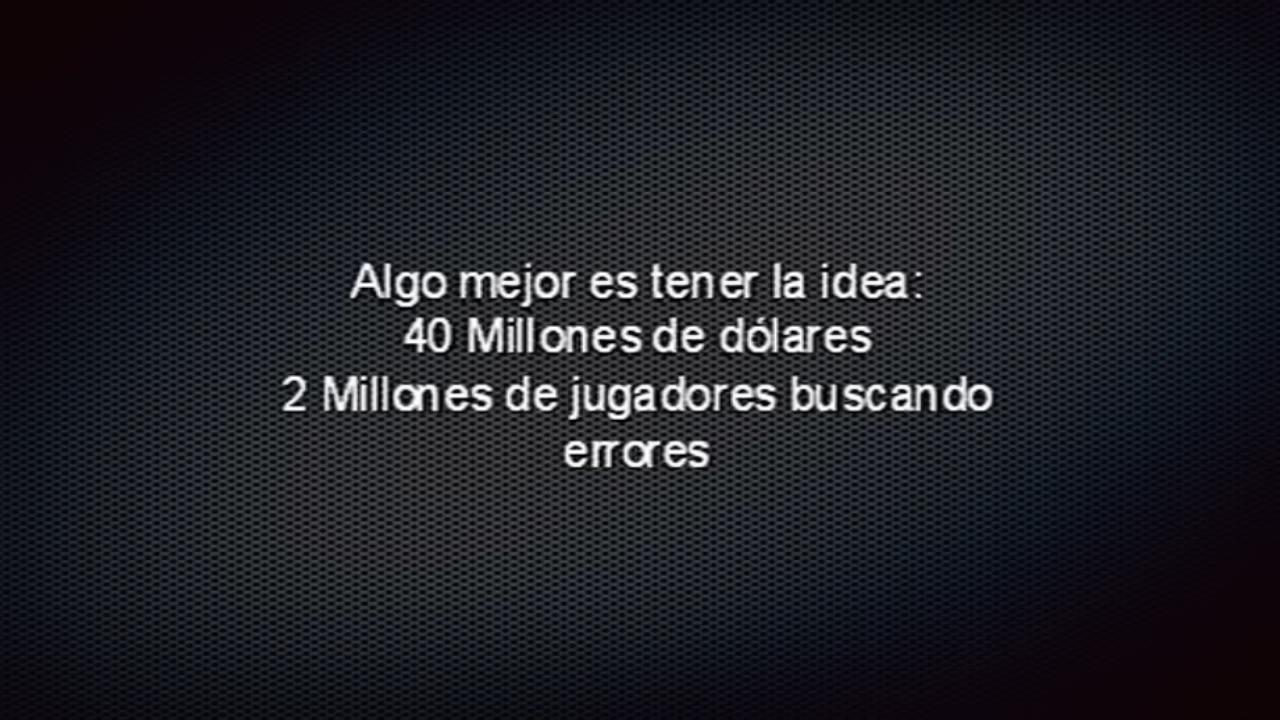 Algo mejor es tener la idea:
40 Millones de dólares
2 Millones de jugadores buscando
errores